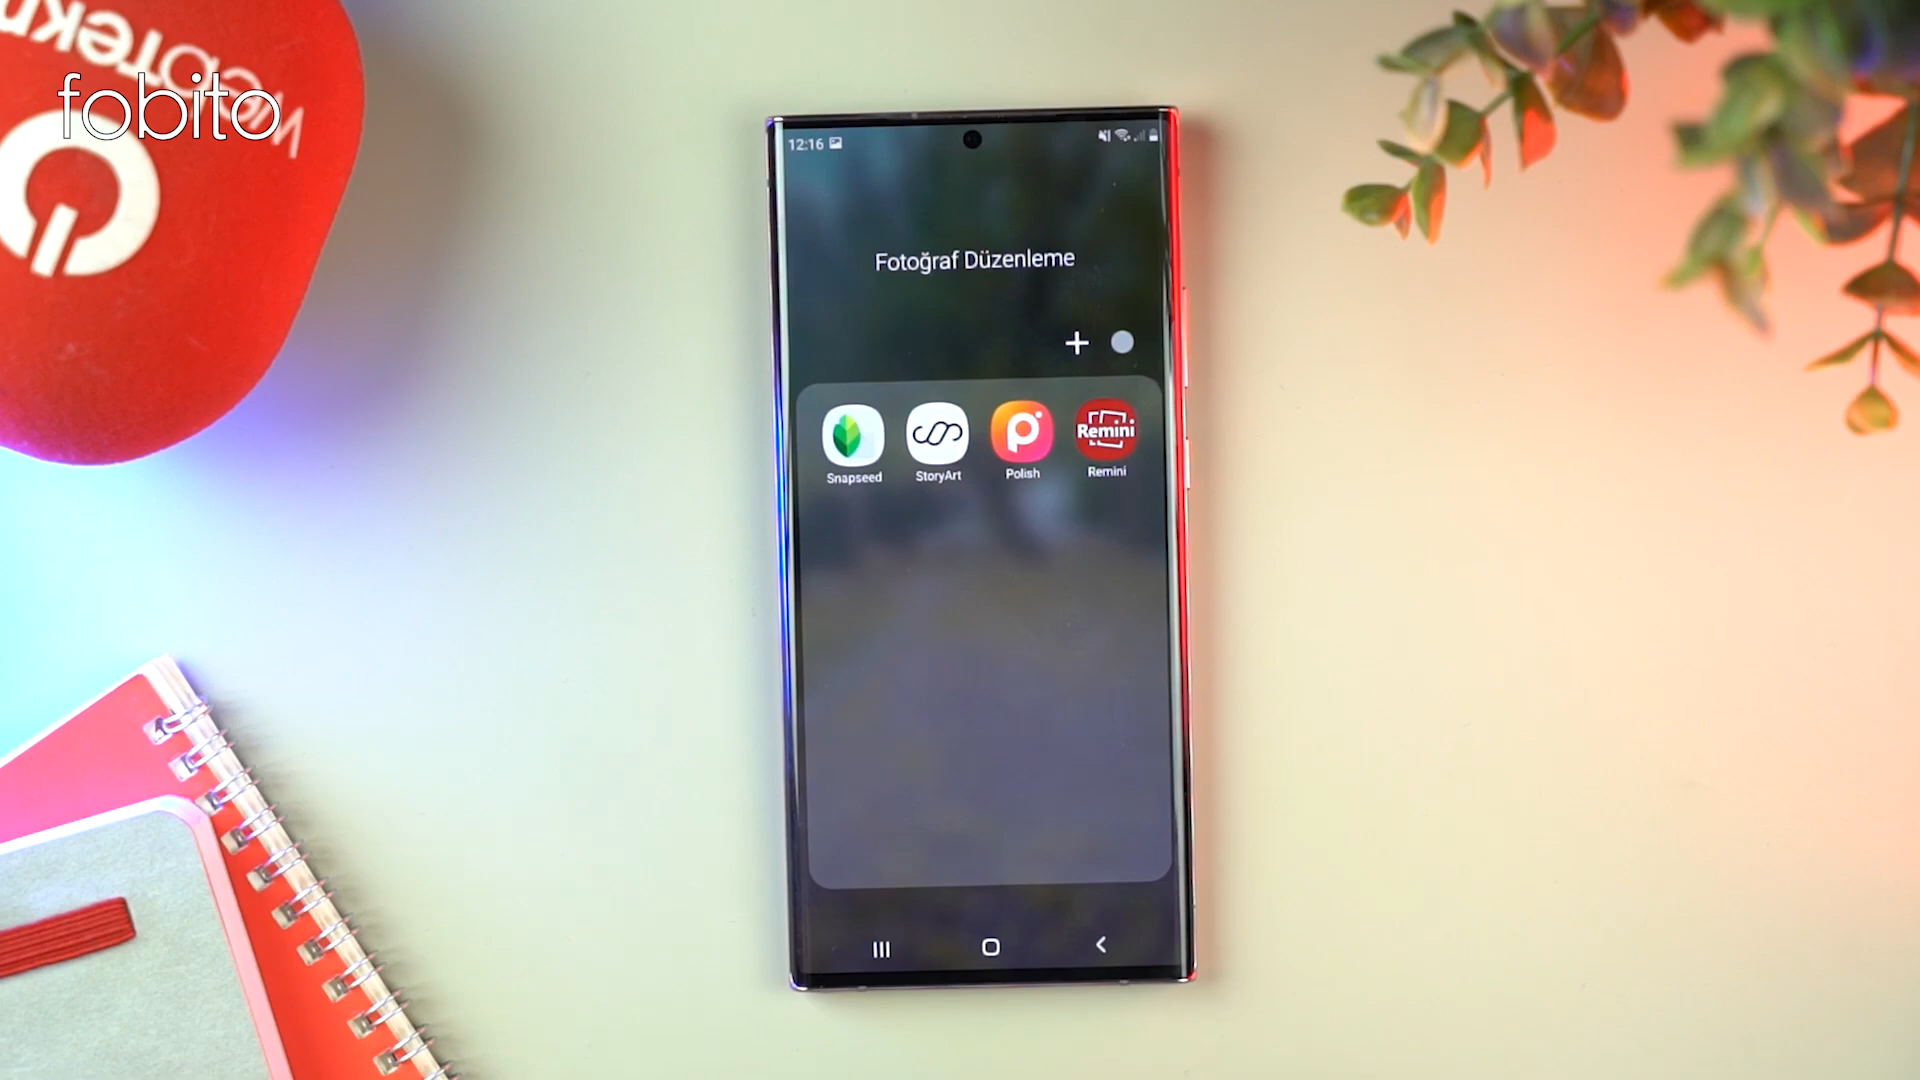 fobito
12:16
Fotoğraf Düzenleme
Snapseed
StoryArt
Polish
Remini
Remini